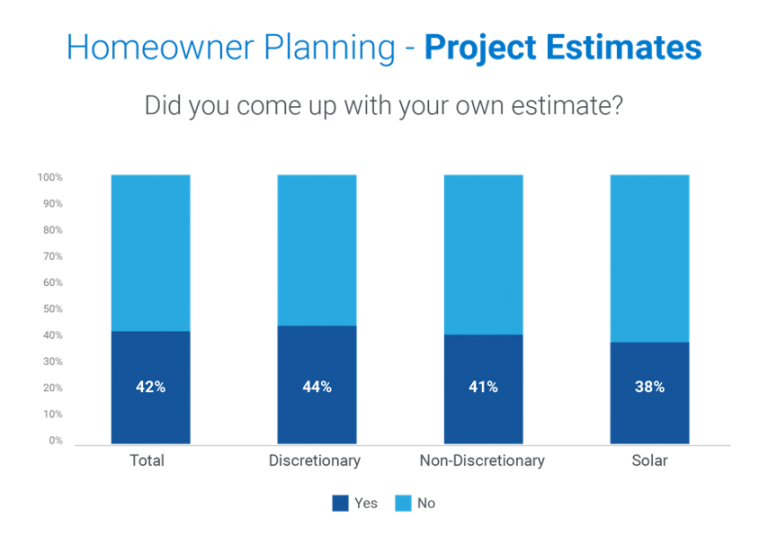 Homeowner Planning - Project Estimates
Did you come up with your own estimate?
100%
90%
80%
70%
60%
50%
40%
30%
20%
10%
0%
42%
44%
41%
38%
Total
Discretionary
Non-Discretionary
Solar
Yes
No